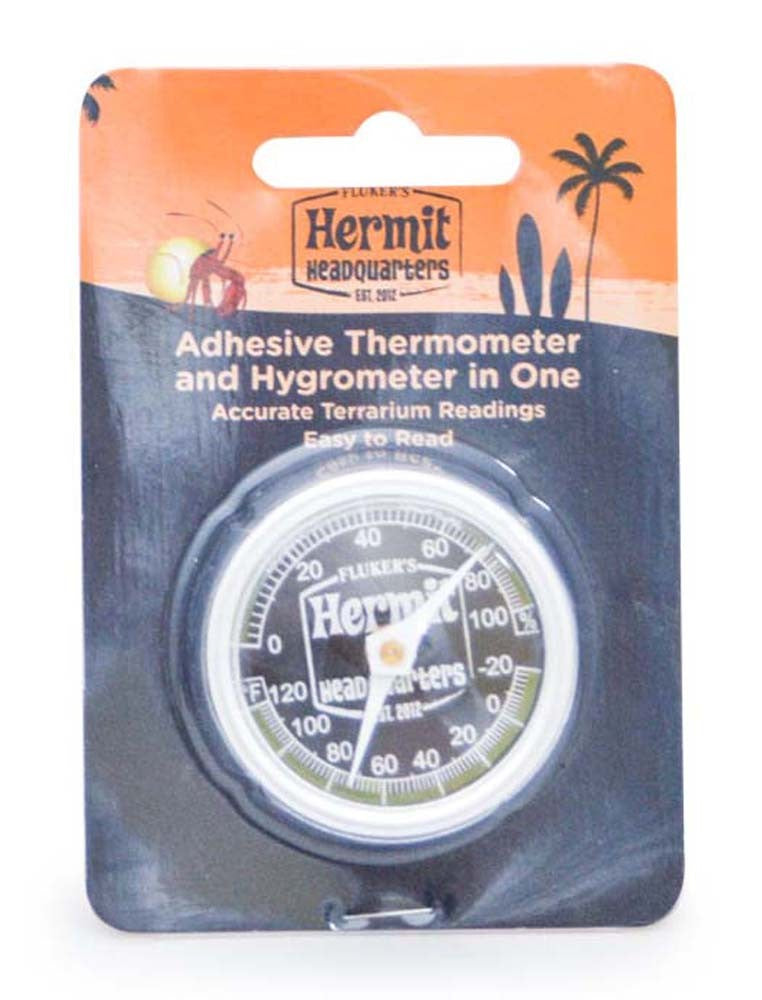 FLUKER'S
Hermit
HEADQUARTERS
EST. 2012
Adhesive Thermometer
and Hygrometer in One
Accurate Terrarium Readings
Easy to Read
0 20 40 60 80 100 %
FLUKER'S
Hermit
HEADQUARTERS
EST. 2012
°F 120 100 80 60 40 20 0 -20